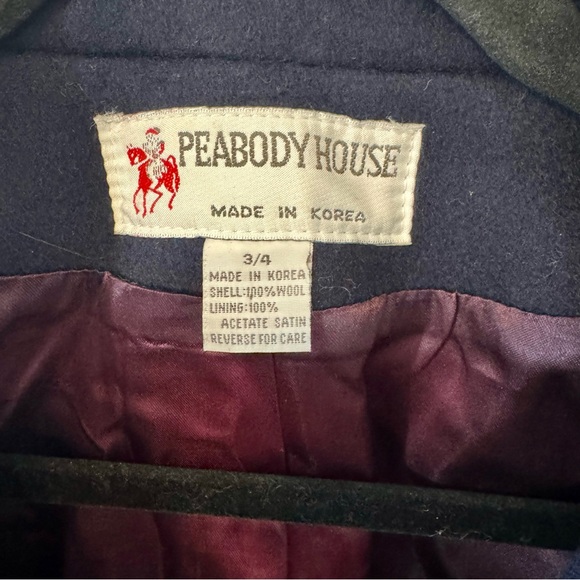 PEABODY HOUSE
MADE IN KOREA
3/4
MADE IN KOREA
SHELL:100%WOOL
LINING:100%
ACETATE SATIN
REVERSE FOR CARE